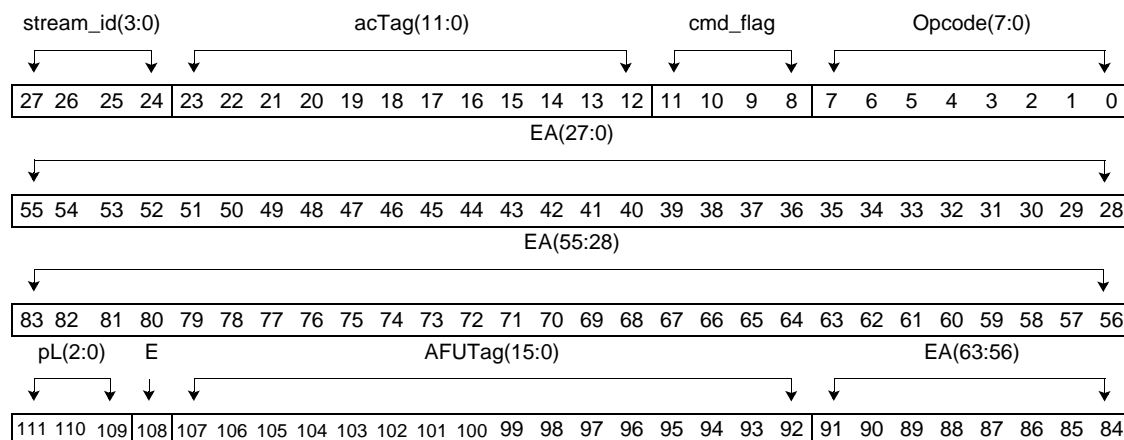 stream_id(3:0) acTag(11:0) cmd_flag Opcode(7:0)
27 26 25 24 23 22 21 20 19 18 17 16 15 14 13 12 11 10 9 8 7 6 5 4 3 2 1 0
EA(27:0)
55 54 53 52 51 50 49 48 47 46 45 44 43 42 41 40 39 38 37 36 35 34 33 32 31 30 29 28
EA(55:28)
83 82 81 80 79 78 77 76 75 74 73 72 71 70 69 68 67 66 65 64 63 62 61 60 59 58 57 56
pL(2:0) E AFUTag(15:0) EA(63:56)
111 110 109 108 107 106 105 104 103 102 101 100 99 98 97 96 95 94 93 92 91 90 89 88 87 86 85 84